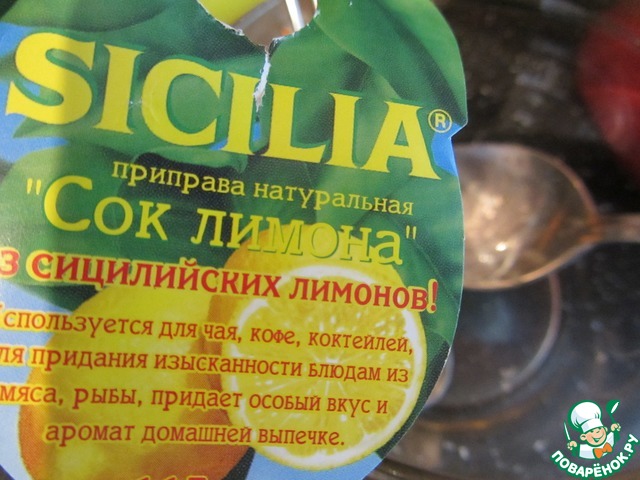 SICILIA®
приправа натуральная
"Сок лимона"
з сицилийских лимонов!
Используется для чая, кофе, коктейлей,
ля придания изысканности блюдам из
мяса, рыбы, придает особый вкус и
аромат домашней выпечке.
ПОВАРЁНОК.РУ